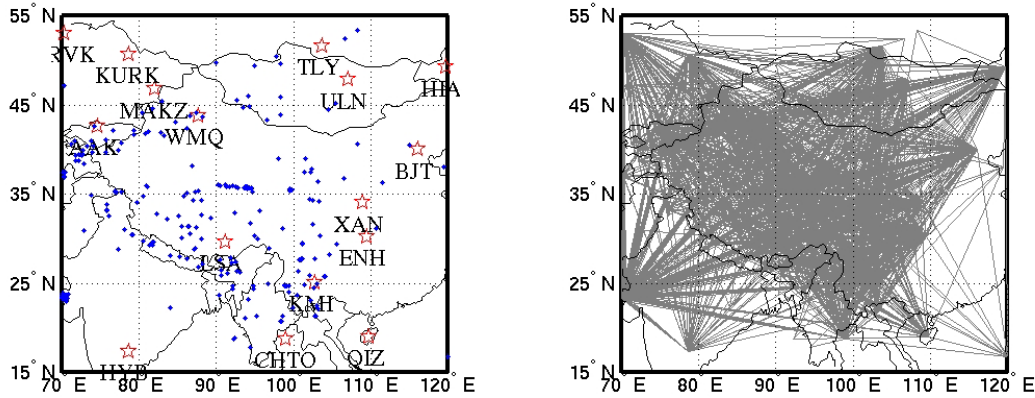 55° N
45° N
35° N
25° N
15° N
70° E
80° E
90° E
100° E
110° E
120° E
RVK
KURK
TLY
HIA
MAKZ
ULN
WMQ
AAK
BJT
XAN
ENH
LSA
KMI
CHTO
QIZ
HYB
55° N
45° N
35° N
25° N
15° N
70° E
80° E
90° E
100° E
110° E
120° E